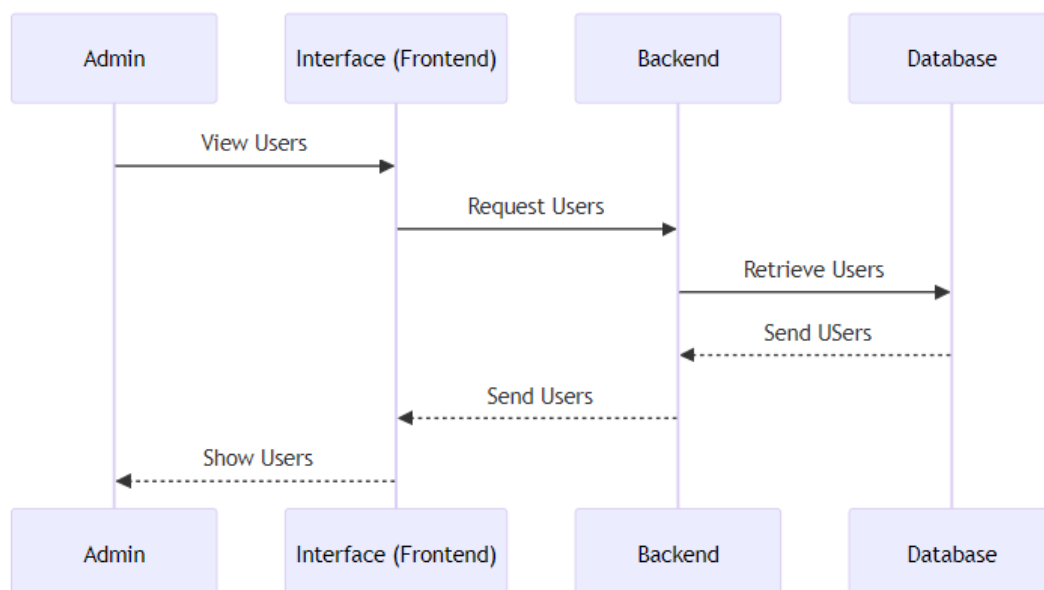 Admin Interface (Frontend) Backend Database
View Users
Request Users
Retrieve Users
Send USers
Send Users
Show Users
Admin Interface (Frontend) Backend Database